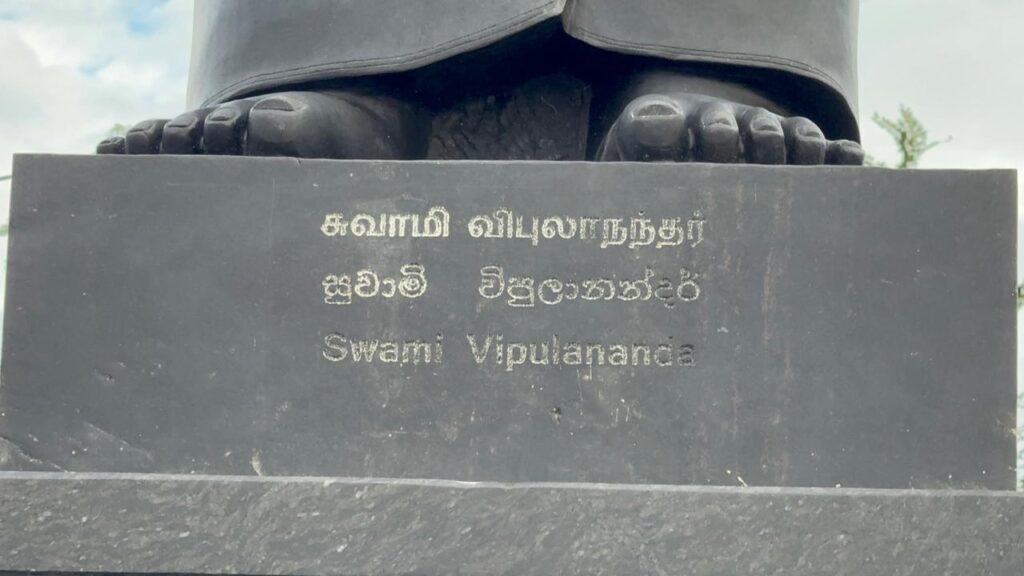 சுவாமி விபுலாநந்தர்
සුවාමි විපුලානන්දර්
Swami Vipulananda